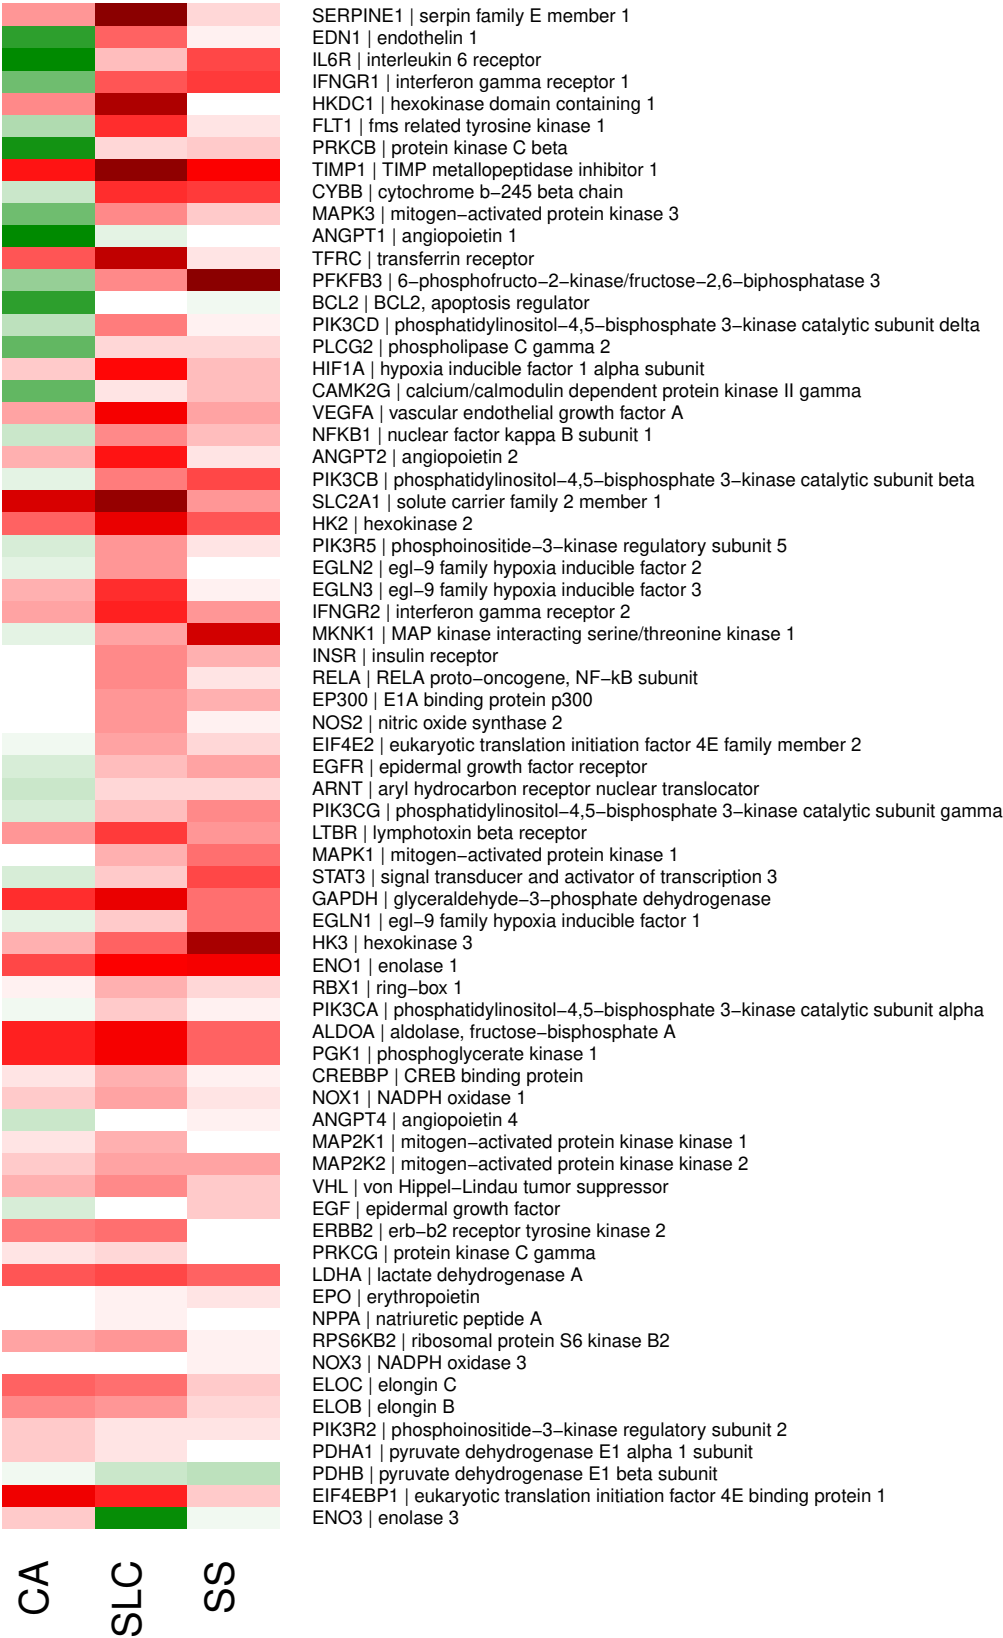 SERPINE1 | serpin family E member 1
EDN1 | endothelin 1
IL6R | interleukin 6 receptor
IFNGR1 | interferon gamma receptor 1
HKDC1 | hexokinase domain containing 1
FLT1 | fms related tyrosine kinase 1
PRKCB | protein kinase C beta
TIMP1 | TIMP metallopeptidase inhibitor 1
CYBB | cytochrome b−245 beta chain
MAPK3 | mitogen−activated protein kinase 3
ANGPT1 | angiopoietin 1
TFRC | transferrin receptor
PFKFB3 | 6−phosphofructo−2−kinase/fructose−2,6−biphosphatase 3
BCL2 | BCL2, apoptosis regulator
PIK3CD | phosphatidylinositol−4,5−bisphosphate 3−kinase catalytic subunit delta
PLCG2 | phospholipase C gamma 2
HIF1A | hypoxia inducible factor 1 alpha subunit
CAMK2G | calcium/calmodulin dependent protein kinase II gamma
VEGFA | vascular endothelial growth factor A
NFKB1 | nuclear factor kappa B subunit 1
ANGPT2 | angiopoietin 2
PIK3CB | phosphatidylinositol−4,5−bisphosphate 3−kinase catalytic subunit beta
SLC2A1 | solute carrier family 2 member 1
HK2 | hexokinase 2
PIK3R5 | phosphoinositide−3−kinase regulatory subunit 5
EGLN2 | egl−9 family hypoxia inducible factor 2
EGLN3 | egl−9 family hypoxia inducible factor 3
IFNGR2 | interferon gamma receptor 2
MKNK1 | MAP kinase interacting serine/threonine kinase 1
INSR | insulin receptor
RELA | RELA proto−oncogene, NF−kB subunit
EP300 | E1A binding protein p300
NOS2 | nitric oxide synthase 2
EIF4E2 | eukaryotic translation initiation factor 4E family member 2
EGFR | epidermal growth factor receptor
ARNT | aryl hydrocarbon receptor nuclear translocator
PIK3CG | phosphatidylinositol−4,5−bisphosphate 3−kinase catalytic subunit gamma
LTBR | lymphotoxin beta receptor
MAPK1 | mitogen−activated protein kinase 1
STAT3 | signal transducer and activator of transcription 3
GAPDH | glyceraldehyde−3−phosphate dehydrogenase
EGLN1 | egl−9 family hypoxia inducible factor 1
HK3 | hexokinase 3
ENO1 | enolase 1
RBX1 | ring−box 1
PIK3CA | phosphatidylinositol−4,5−bisphosphate 3−kinase catalytic subunit alpha
ALDOA | aldolase, fructose−bisphosphate A
PGK1 | phosphoglycerate kinase 1
CREBBP | CREB binding protein
NOX1 | NADPH oxidase 1
ANGPT4 | angiopoietin 4
MAP2K1 | mitogen−activated protein kinase kinase 1
MAP2K2 | mitogen−activated protein kinase kinase 2
VHL | von Hippel−Lindau tumor suppressor
EGF | epidermal growth factor
ERBB2 | erb−b2 receptor tyrosine kinase 2
PRKCG | protein kinase C gamma
LDHA | lactate dehydrogenase A
EPO | erythropoietin
NPPA | natriuretic peptide A
RPS6KB2 | ribosomal protein S6 kinase B2
NOX3 | NADPH oxidase 3
ELOC | elongin C
ELOB | elongin B
PIK3R2 | phosphoinositide−3−kinase regulatory subunit 2
PDHA1 | pyruvate dehydrogenase E1 alpha 1 subunit
PDHB | pyruvate dehydrogenase E1 beta subunit
EIF4EBP1 | eukaryotic translation initiation factor 4E binding protein 1
ENO3 | enolase 3
CA
SLC
SS